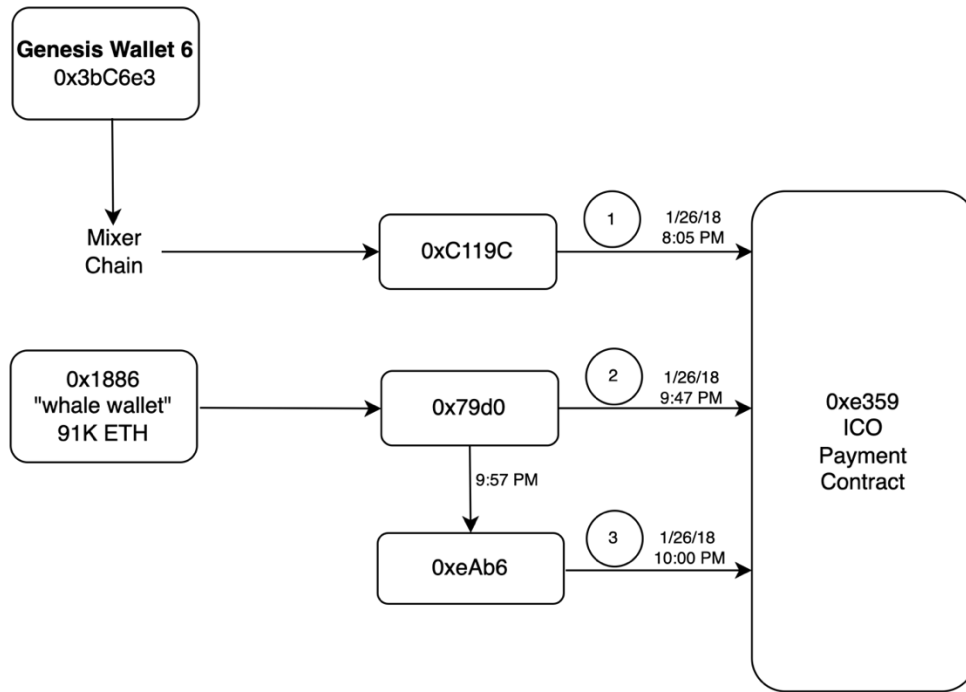 Genesis Wallet 6
0x3bC6e3
Mixer
Chain
0xC119C
1
1/26/18
8:05 PM
0x1886
"whale wallet"
91K ETH
0x79d0
2
1/26/18
9:47 PM
9:57 PM
0xeAb6
3
1/26/18
10:00 PM
0xe359
ICO
Payment
Contract